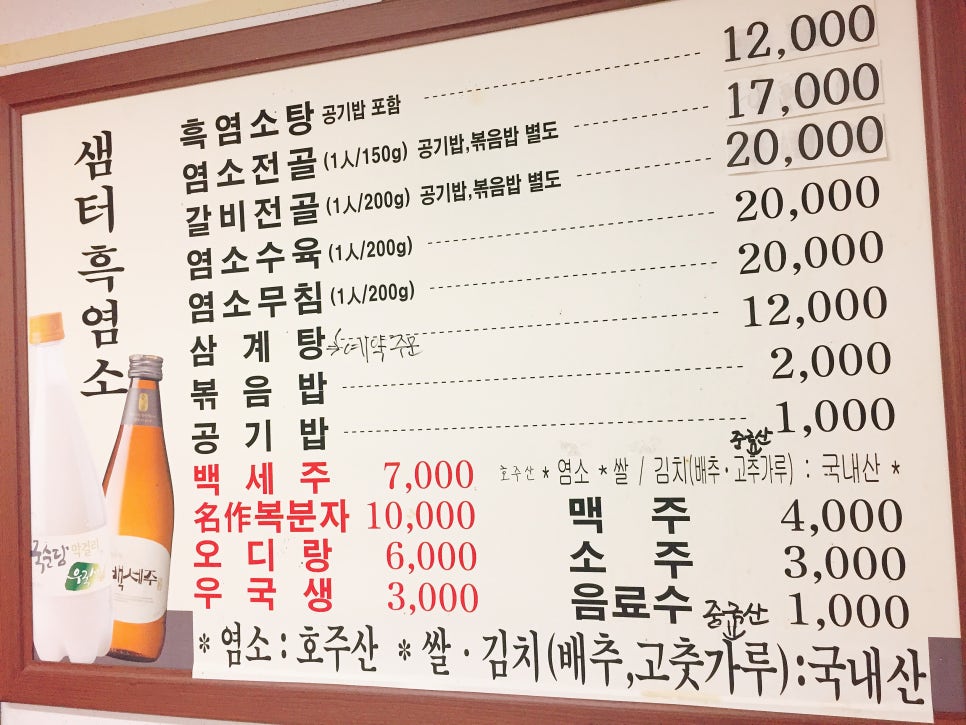 샘터흑염소
흑염소탕 공기밥 포함 12,000
염소전골 (1人/150g) 공기밥,볶음밥 별도 17,000
갈비전골 (1人/200g) 공기밥,볶음밥 별도 20,000
염소수육 (1人/200g) 20,000
염소무침 (1人/200g) 20,000
삼계탕 → 예약주문 12,000
볶음밥 2,000
공기밥 1,000
중국산
호주산 * 염소 * 쌀 / 김치(배추·고춧가루) : 국내산 *
백세주 7,000
名作복분자 10,000 맥주 4,000
오디랑 6,000 소주 3,000
우국생 3,000 음료수 1,000
중국산
* 염소 : 호주산 * 쌀 · 김치(배추,고춧가루):국내산
국순당 막걸리
백세주